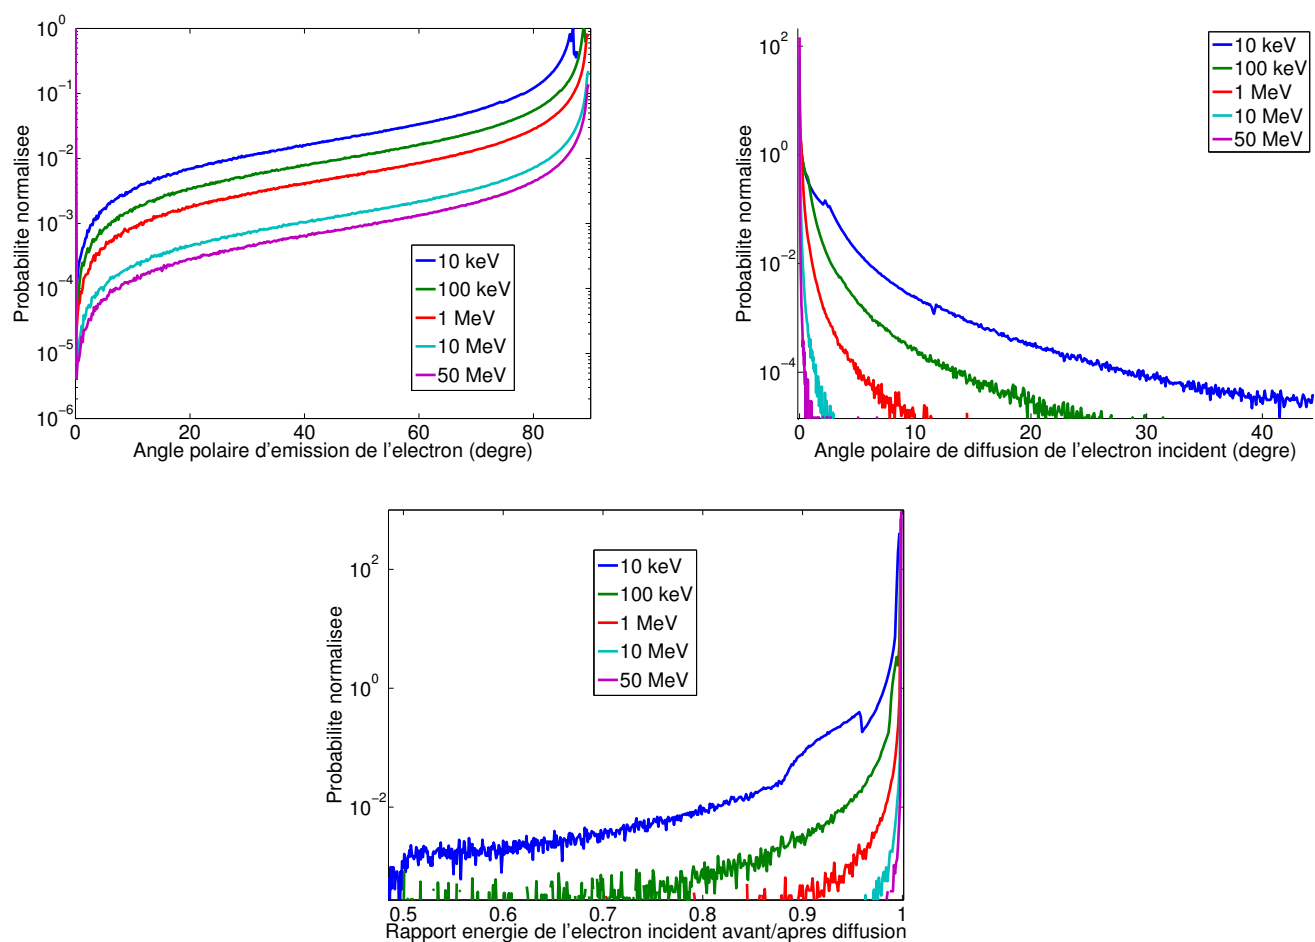 10⁰
10⁻¹
10⁻²
10⁻³
10⁻⁴
10⁻⁵
10⁻⁶
0 20 40 60 80
Probabilite normalisee
Angle polaire d'emission de l'electron (degre)
10 keV
100 keV
1 MeV
10 MeV
50 MeV
10²
10⁰
10⁻²
10⁻⁴
0 10 20 30 40
Probabilite normalisee
Angle polaire de diffusion de l'electron incident (degre)
10 keV
100 keV
1 MeV
10 MeV
50 MeV
10²
10⁰
10⁻²
0.5 0.6 0.7 0.8 0.9 1
Probabilite normalisee
Rapport energie de l'electron incident avant/apres diffusion
10 keV
100 keV
1 MeV
10 MeV
50 MeV